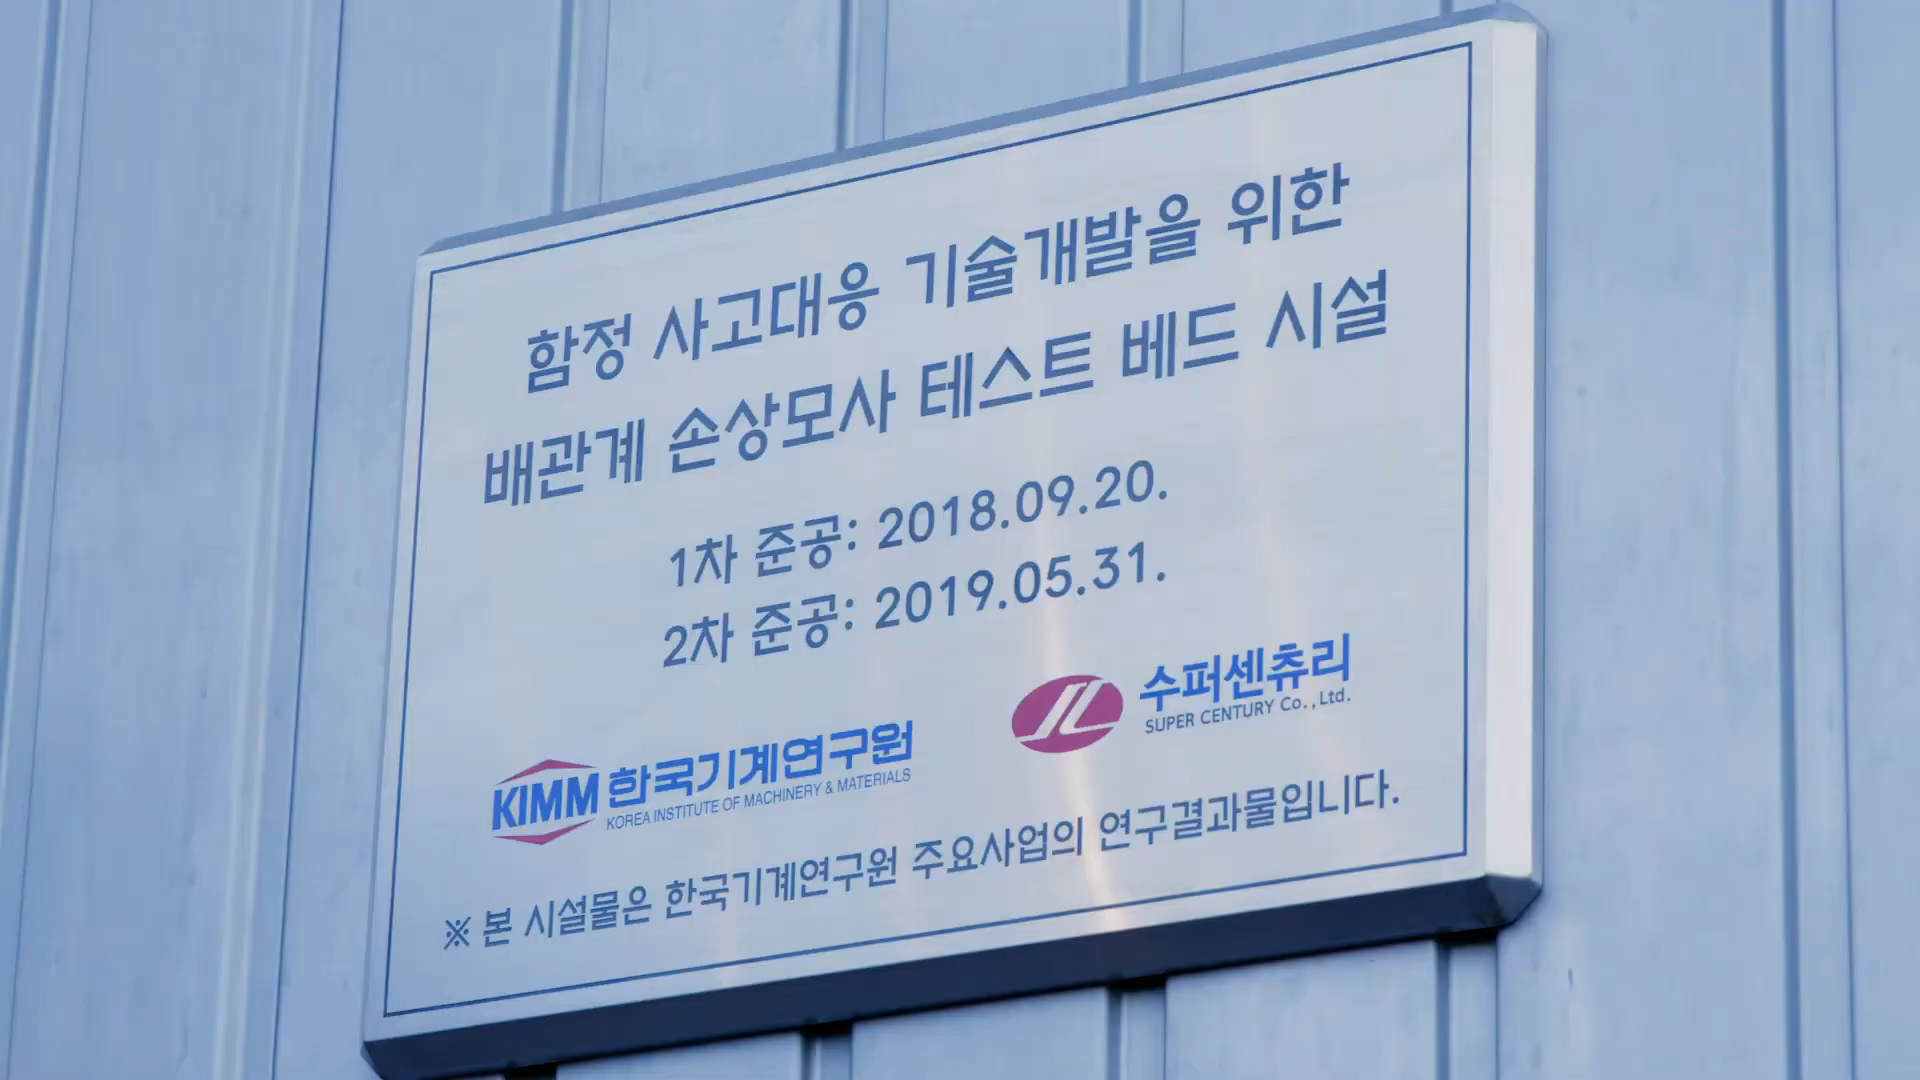 함정 사고대응 기술개발을 위한
배관계 손상모사 테스트 베드 시설
1차 준공: 2018.09.20.
2차 준공: 2019.05.31.
수퍼센츄리
SUPER CENTURY Co.,Ltd.
KIMM 한국기계연구원
KOREA INSTITUTE OF MACHINERY & MATERIALS
※ 본 시설물은 한국기계연구원 주요사업의 연구결과물입니다.